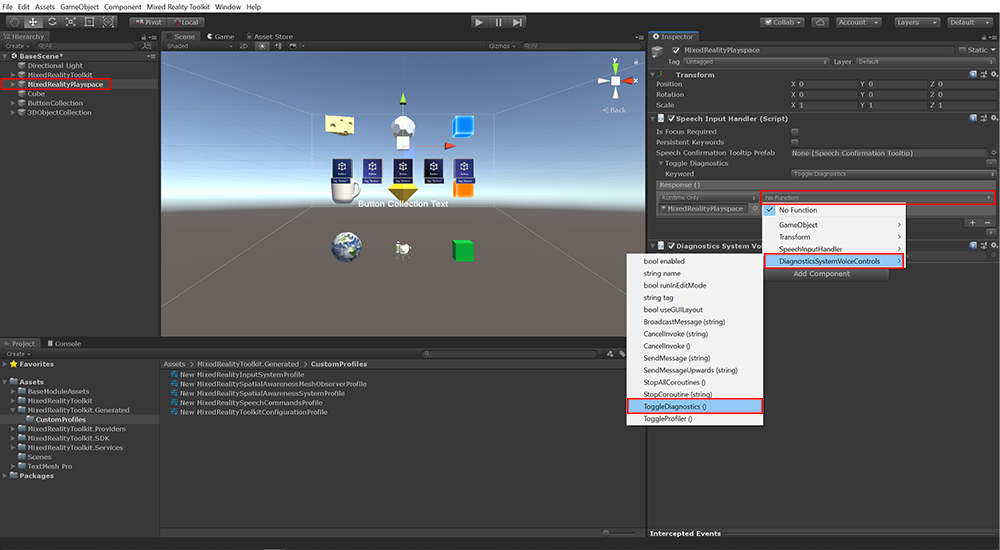 File Edit Assets GameObject Component Mixed Reality Toolkit Window Help
Pivot Local
Collab Account Layers Default
Hierarchy
Create All
BaseScene*
Directional Light
MixedRealityToolkit
MixedRealityPlayspace
Cube
ButtonCollection
3DObjectCollection
Scene Game Asset Store
Shaded 2D Gizmos All
y
x
Back
Button Collection Text
Inspector
MixedRealityPlayspace Static
Tag Untagged Layer Default
Transform
Position X 0 Y 0 Z 0
Rotation X 0 Y 0 Z 0
Scale X 1 Y 1 Z 1
Speech Input Handler (Script)
Is Focus Required
Persistent Keywords
Speech Confirmation Tooltip Prefab None (Speech Confirmation Tooltip)
Toggle Diagnostics
Keyword Toggle Diagnostics
Response ()
Runtime Only No Function
MixedRealityPlayspace
No Function
GameObject
Transform
SpeechInputHandler
DiagnosticsSystemVoiceControls
Diagnostics System Voi
Add Component
bool enabled
string name
bool runInEditMode
string tag
bool useGUILayout
BroadcastMessage (string)
CancelInvoke (string)
CancelInvoke ()
SendMessage (string)
SendMessageUpwards (string)
StopAllCoroutines ()
StopCoroutine (string)
ToggleDiagnostics ()
ToggleProfiler ()
Project Console
Create
Favorites
Assets
BaseModuleAssets
MixedRealityToolkit
MixedRealityToolkit.Generated
CustomProfiles
MixedRealityToolkit.Providers
MixedRealityToolkit.SDK
MixedRealityToolkit.Services
Scenes
TextMesh Pro
Packages
Assets › MixedRealityToolkit.Generated › CustomProfiles
New MixedRealityInputSystemProfile
New MixedRealitySpatialAwarenessMeshObserverProfile
New MixedRealitySpatialAwarenessSystemProfile
New MixedRealitySpeechCommandsProfile
New MixedRealityToolkitConfigurationProfile
Intercepted Events